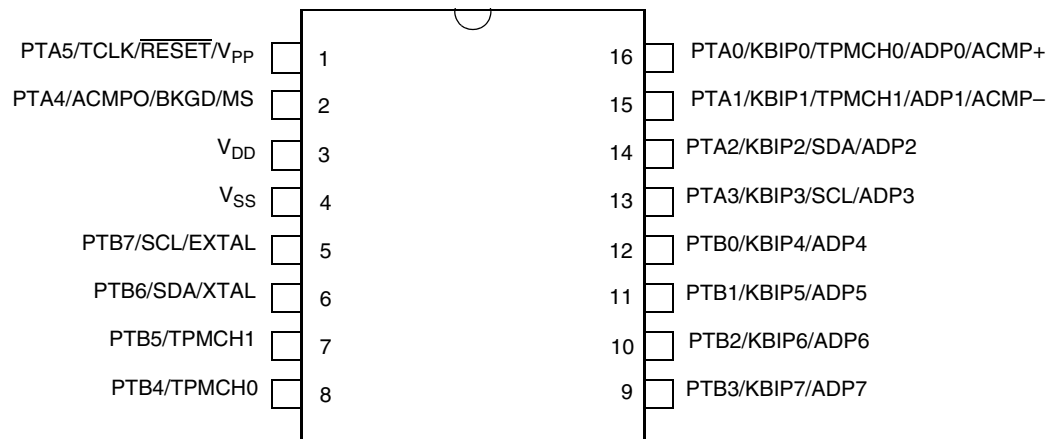 PTA5/TCLK/RESET/VPP 1
PTA4/ACMPO/BKGD/MS 2
VDD 3
VSS 4
PTB7/SCL/EXTAL 5
PTB6/SDA/XTAL 6
PTB5/TPMCH1 7
PTB4/TPMCH0 8
16 PTA0/KBIP0/TPMCH0/ADP0/ACMP+
15 PTA1/KBIP1/TPMCH1/ADP1/ACMP–
14 PTA2/KBIP2/SDA/ADP2
13 PTA3/KBIP3/SCL/ADP3
12 PTB0/KBIP4/ADP4
11 PTB1/KBIP5/ADP5
10 PTB2/KBIP6/ADP6
9 PTB3/KBIP7/ADP7